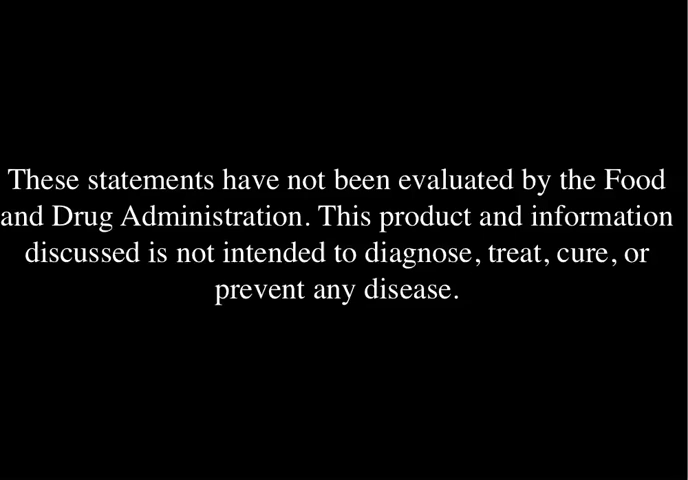 These statements have not been evaluated by the Food
and Drug Administration. This product and information
discussed is not intended to diagnose, treat, cure, or
prevent any disease.